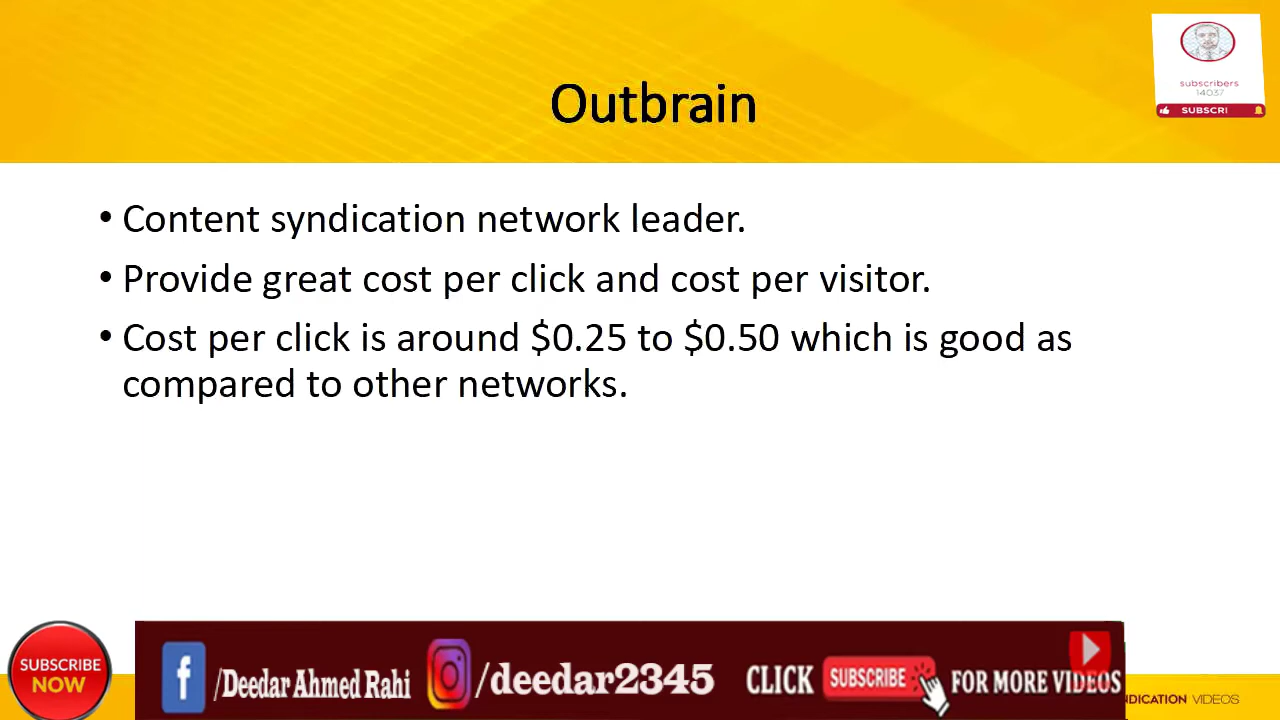 Outbrain
subscribers
14037
SUBSCRI
• Content syndication network leader.
• Provide great cost per click and cost per visitor.
• Cost per click is around $0.25 to $0.50 which is good as
compared to other networks.
SUBSCRIBE
NOW
/Deedar Ahmed Rahi
/deedar2345
CLICK SUBSCRIBE FOR MORE VIDEOS
NDICATION VIDEOS